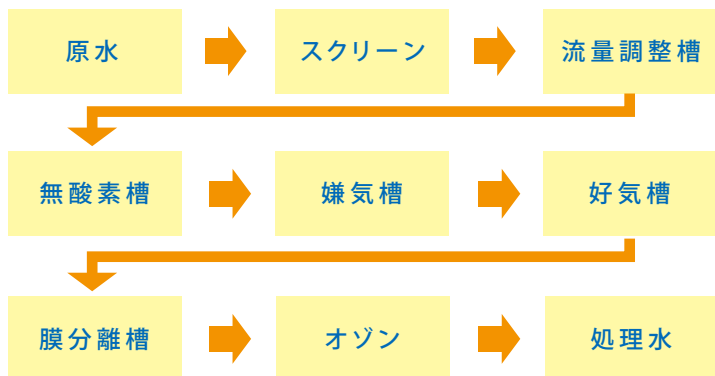 原水
スクリーン
流量調整槽
無酸素槽
嫌気槽
好気槽
膜分離槽
オゾン
処理水